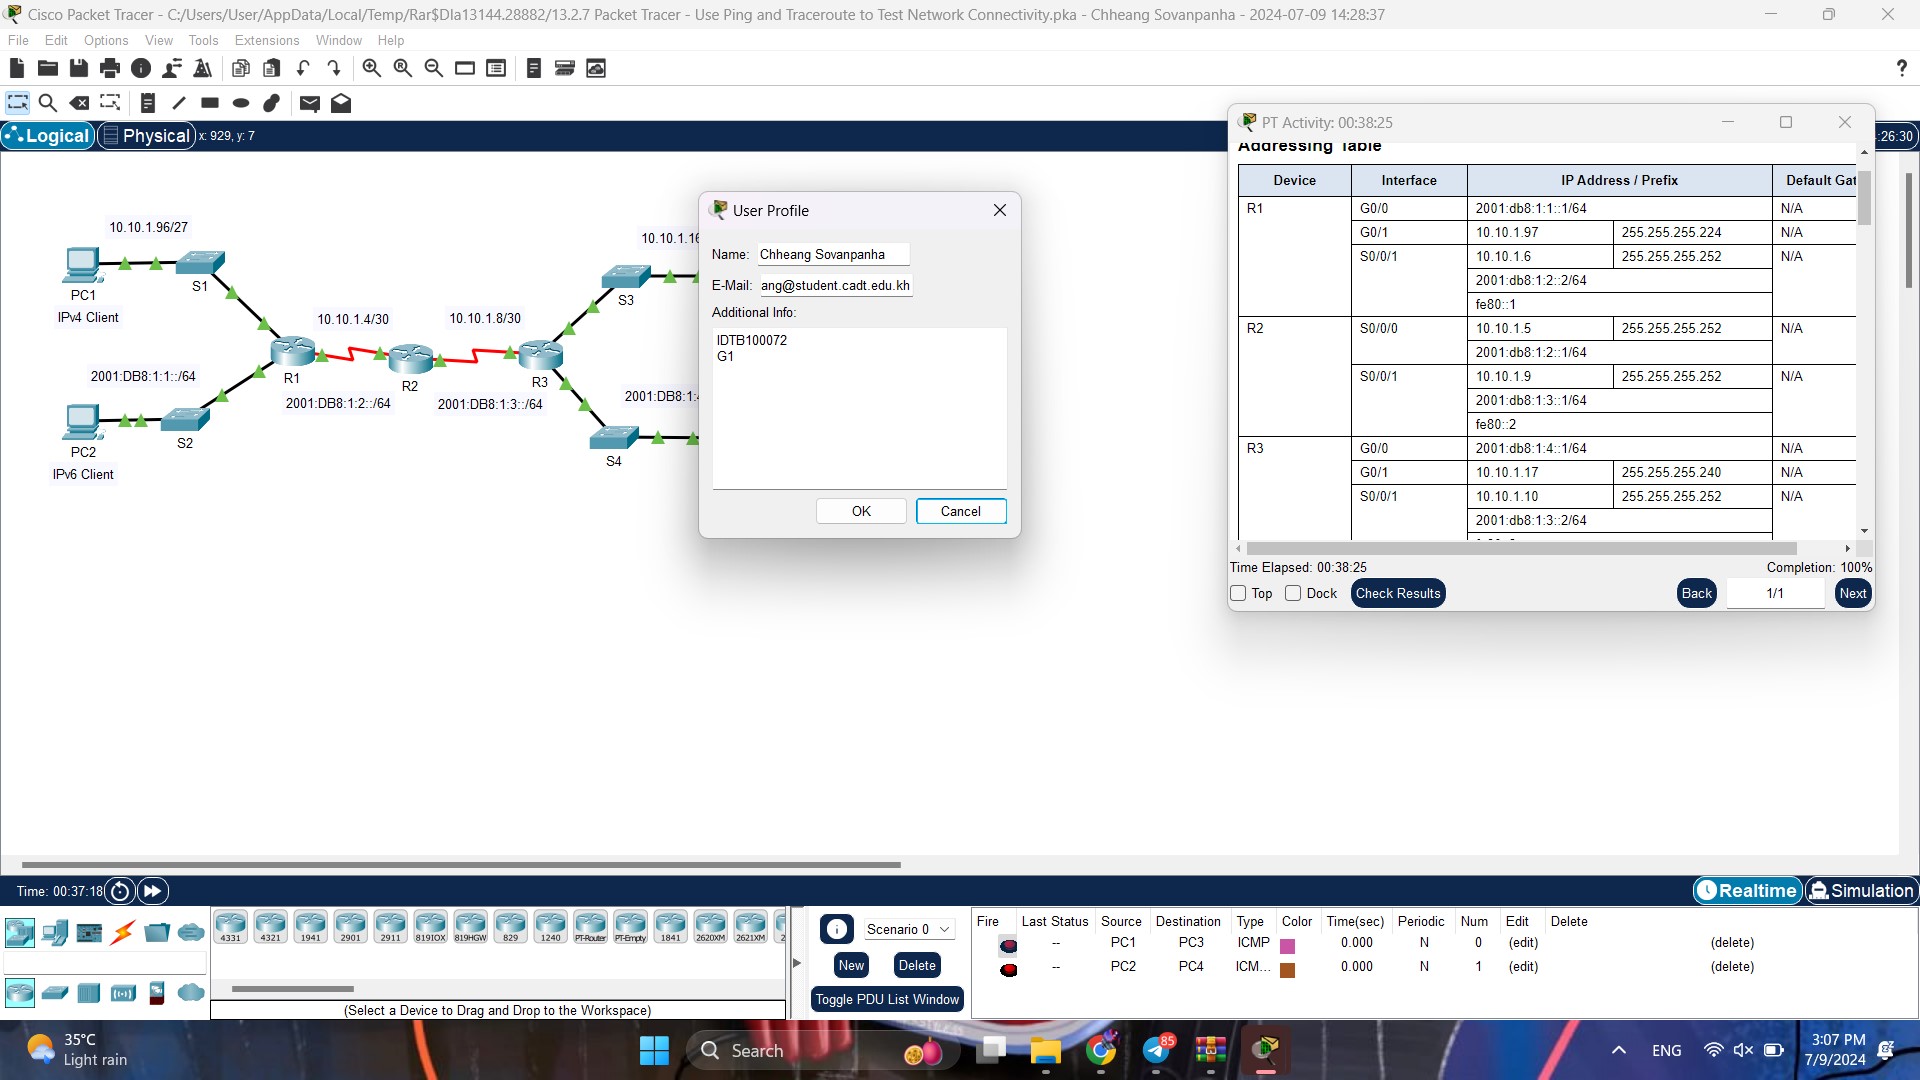 Cisco Packet Tracer - C:/Users/User/AppData/Local/Temp/Rar$DIa13144.28882/13.2.7 Packet Tracer - Use Ping and Traceroute to Test Network Connectivity.pka - Chheang Sovanpanha - 2024-07-09 14:28:37
File Edit Options View Tools Extensions Window Help
?
Logical Physical x: 929, y: 7
:26:30
10.10.1.96/27
PC1
IPv4 Client
S1
10.10.1.4/30
10.10.1.8/30
10.10.1.16
S3
R1
R2
R3
2001:DB8:1:1::/64
2001:DB8:1:2::/64
2001:DB8:1:3::/64
2001:DB8:1:4
PC2
IPv6 Client
S2
S4
User Profile
Name: Chheang Sovanpanha
E-Mail: ang@student.cadt.edu.kh
Additional Info:
IDTB100072
G1
OK Cancel
PT Activity: 00:38:25
Addressing Table
Device Interface IP Address / Prefix Default Gat
R1 G0/0 2001:db8:1:1::1/64 N/A
G0/1 10.10.1.97 255.255.255.224 N/A
S0/0/1 10.10.1.6 255.255.255.252 N/A
2001:db8:1:2::2/64
fe80::1
R2 S0/0/0 10.10.1.5 255.255.255.252 N/A
2001:db8:1:2::1/64
S0/0/1 10.10.1.9 255.255.255.252 N/A
2001:db8:1:3::1/64
fe80::2
R3 G0/0 2001:db8:1:4::1/64 N/A
G0/1 10.10.1.17 255.255.255.240 N/A
S0/0/1 10.10.1.10 255.255.255.252 N/A
2001:db8:1:3::2/64
Time Elapsed: 00:38:25 Completion: 100%
Top Dock Check Results Back 1/1 Next
Time: 00:37:18
Realtime Simulation
4331 4321 1941 2901 2911 819IOX 819HGW 829 1240 PT-Router PT-Empty 1841 2620XM 2621XM 2
(Select a Device to Drag and Drop to the Workspace)
Scenario 0
New Delete
Toggle PDU List Window
Fire Last Status Source Destination Type Color Time(sec) Periodic Num Edit Delete
-- PC1 PC3 ICMP 0.000 N 0 (edit) (delete)
-- PC2 PC4 ICM... 0.000 N 1 (edit) (delete)
35°C
Light rain
Search
85
ENG
3:07 PM
7/9/2024